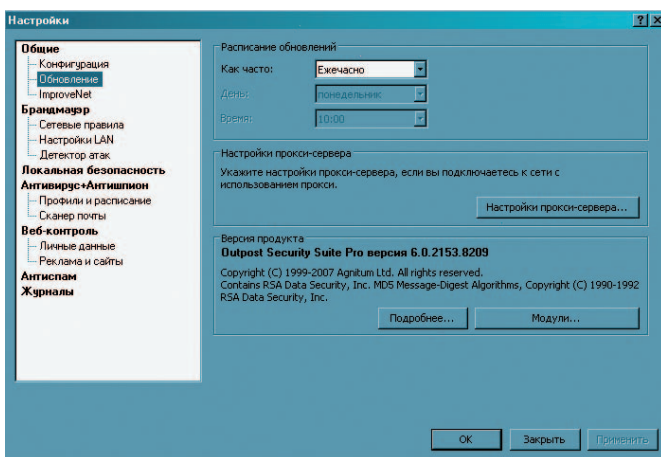 Настройки
Общие
Конфигурация
Обновление
ImproveNet
Брандмауэр
Сетевые правила
Настройки LAN
Детектор атак
Локальная безопасность
Антивирус+Антишпион
Профили и расписание
Сканер почты
Веб-контроль
Личные данные
Реклама и сайты
Антиспам
Журналы
Расписание обновлений
Как часто: Ежечасно
День: понедельник
Время: 10:00
Настройки прокси-сервера
Укажите настройки прокси-сервера, если вы подключаетесь к сети с
использованием прокси.
Настройки прокси-сервера...
Версия продукта
Outpost Security Suite Pro версия 6.0.2153.8209
Copyright (C) 1999-2007 Agnitum Ltd. All rights reserved.
Contains RSA Data Security, Inc. MD5 Message-Digest Algorithms, Copyright (C) 1990-1992
RSA Data Security, Inc.
Подробнее... Модули...
OK Закрыть Применить